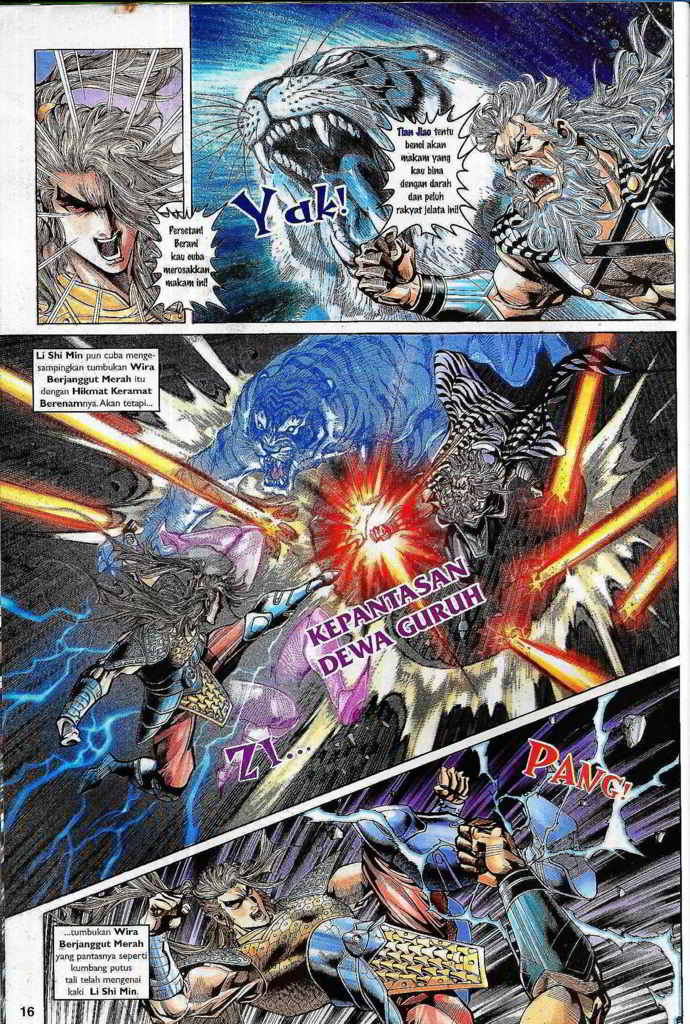 Persetan!
Berani
kau cuba
merosakkan
makam ini!
Yak!
Tian Jiao tentu
benci akan
makam yang
kau bina
dengan darah
dan peluh
rakyat jelata ini!
Li Shi Min pun cuba menge-
sampingkan tumbukan Wira
Berjanggut Merah itu
dengan Hikmat Keramat
Berenamnya. Akan tetapi...
KEPANTASAN
DEWA GURUH
ZI...
PANG!
...tumbukan Wira
Berjanggut Merah
yang pantasnya seperti
kumbang putus
tali telah mengenai
kaki Li Shi Min.
16